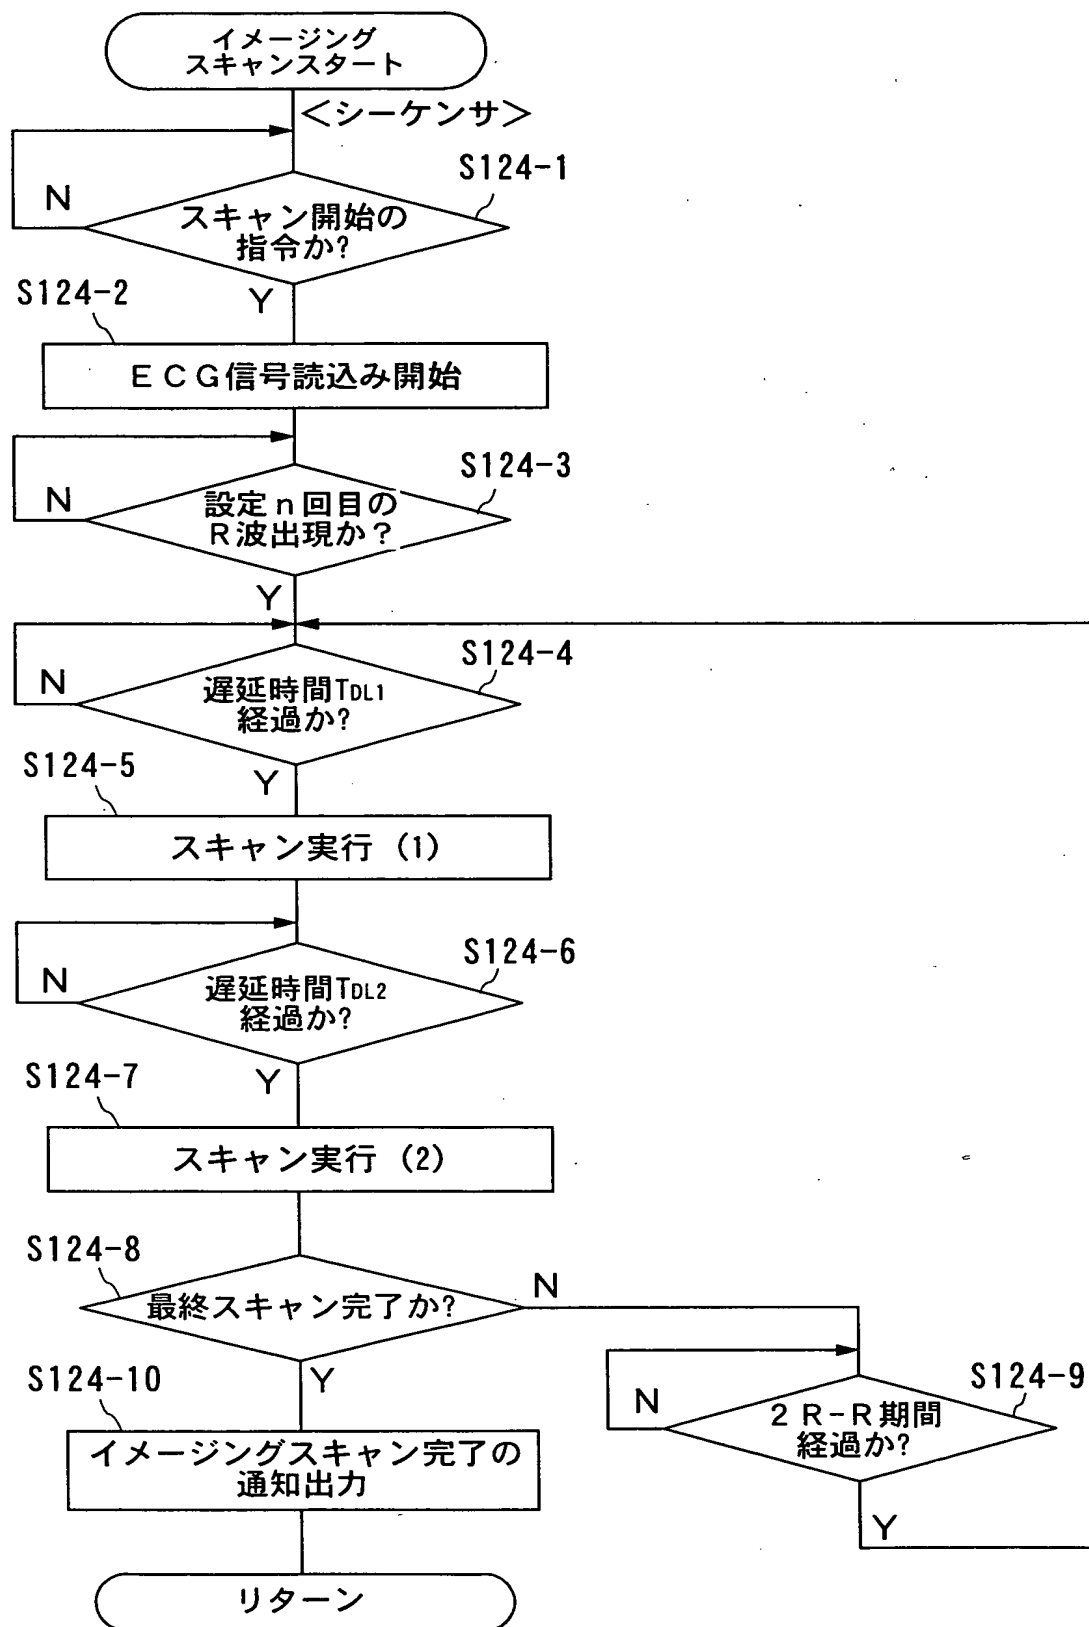 イメージング
スキャンスタート
<シーケンサ>
S124-1
N
スキャン開始の
指令か?
S124-2
Y
ECG信号読込み開始
S124-3
N
設定n回目の
R波出現か?
Y
S124-4
N
遅延時間TDL1
経過か?
S124-5
Y
スキャン実行 (1)
S124-6
N
遅延時間TDL2
経過か?
S124-7
Y
スキャン実行 (2)
S124-8
N
最終スキャン完了か?
S124-10
Y
S124-9
N
2 R-R期間
経過か?
イメージングスキャン完了の
通知出力
Y
リターン